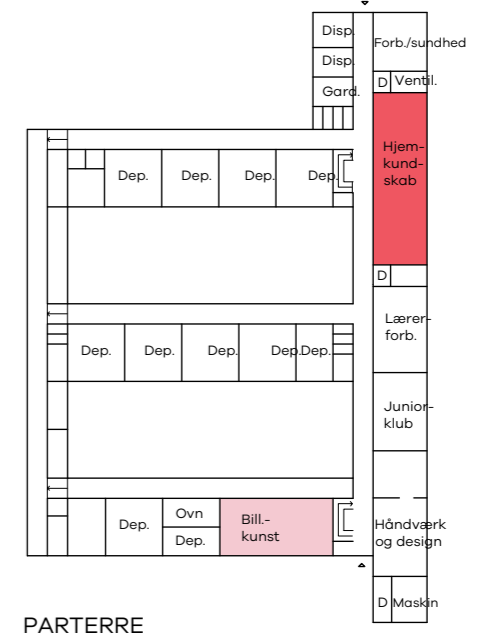 Disp.
Disp.
Gard.
Forb./sundhed
D Ventil.
Hjem-
kund-
skab
Dep. Dep. Dep. Dep.
D
Lærer-
forb.
Dep. Dep. Dep. Dep. Dep.
Junior-
klub
Dep.
Ovn
Dep.
Bill.-
kunst
Håndværk
og design
D Maskin
PARTERRE